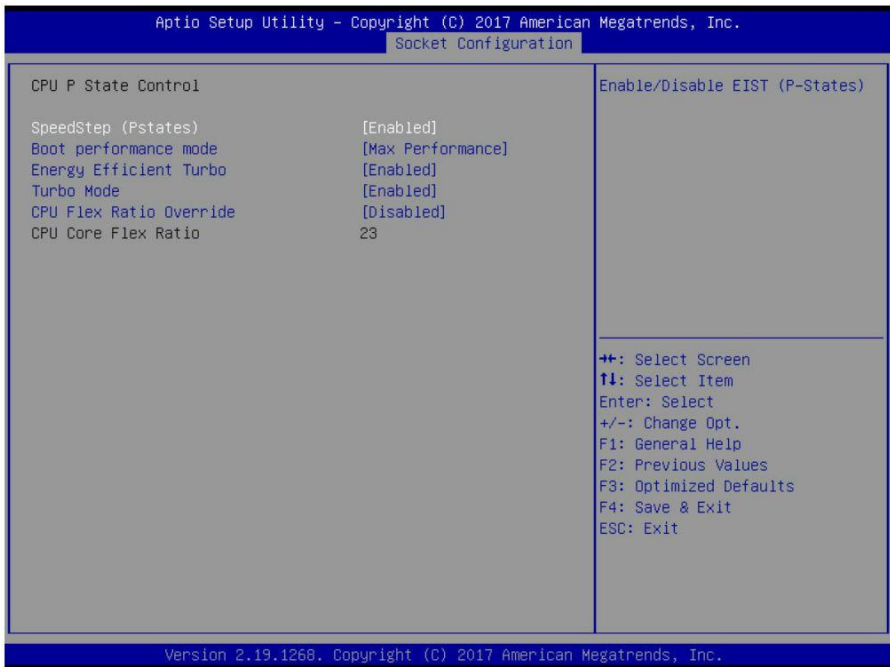 Aptio Setup Utility – Copyright (C) 2017 American Megatrends, Inc.
Socket Configuration
CPU P State Control
SpeedStep (Pstates) [Enabled]
Boot performance mode [Max Performance]
Energy Efficient Turbo [Enabled]
Turbo Mode [Enabled]
CPU Flex Ratio Override [Disabled]
CPU Core Flex Ratio 23
Enable/Disable EIST (P-States)
→←: Select Screen
↑↓: Select Item
Enter: Select
+/-: Change Opt.
F1: General Help
F2: Previous Values
F3: Optimized Defaults
F4: Save & Exit
ESC: Exit
Version 2.19.1268. Copyright (C) 2017 American Megatrends, Inc.